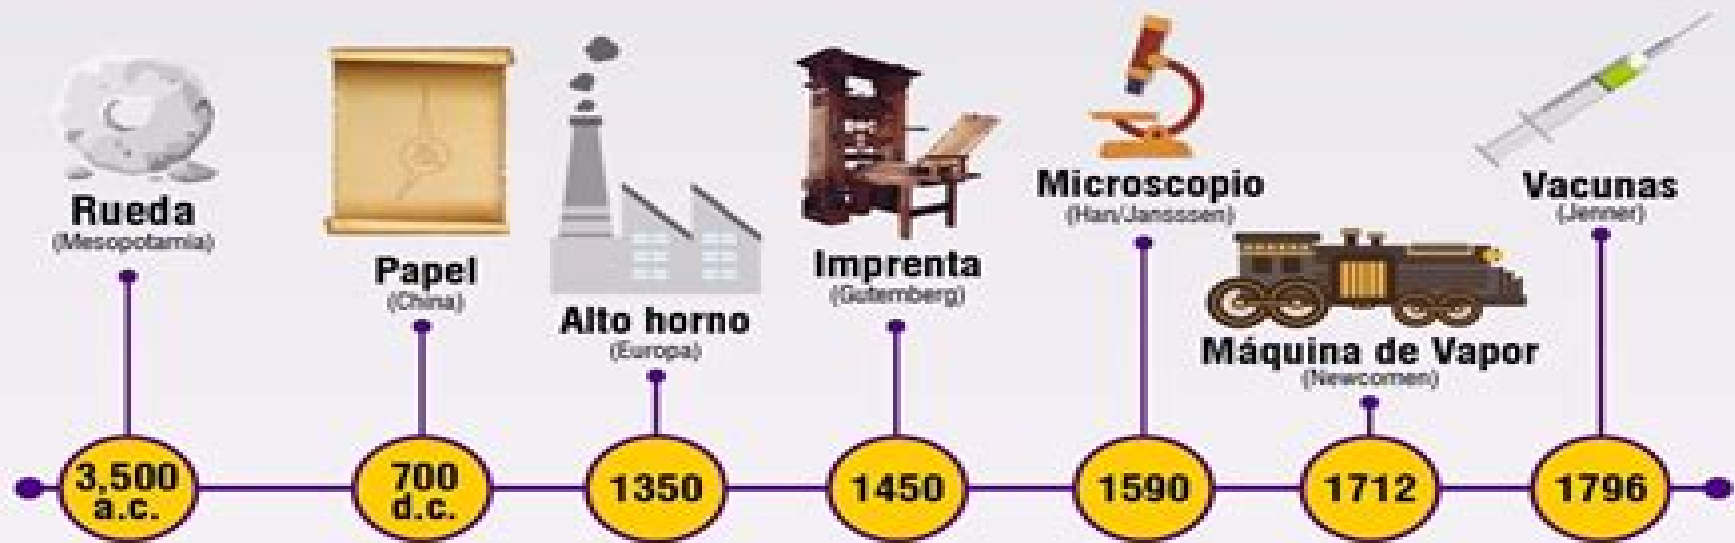 Rueda
(Mesopotamia)
Papel
(China)
Alto horno
(Europa)
Imprenta
(Gutemberg)
Microscopio
(Han/Jansssen)
Máquina de Vapor
(Newcomen)
Vacunas
(Jenner)
3,500
a.c.
700
d.c.
1350
1450
1590
1712
1796